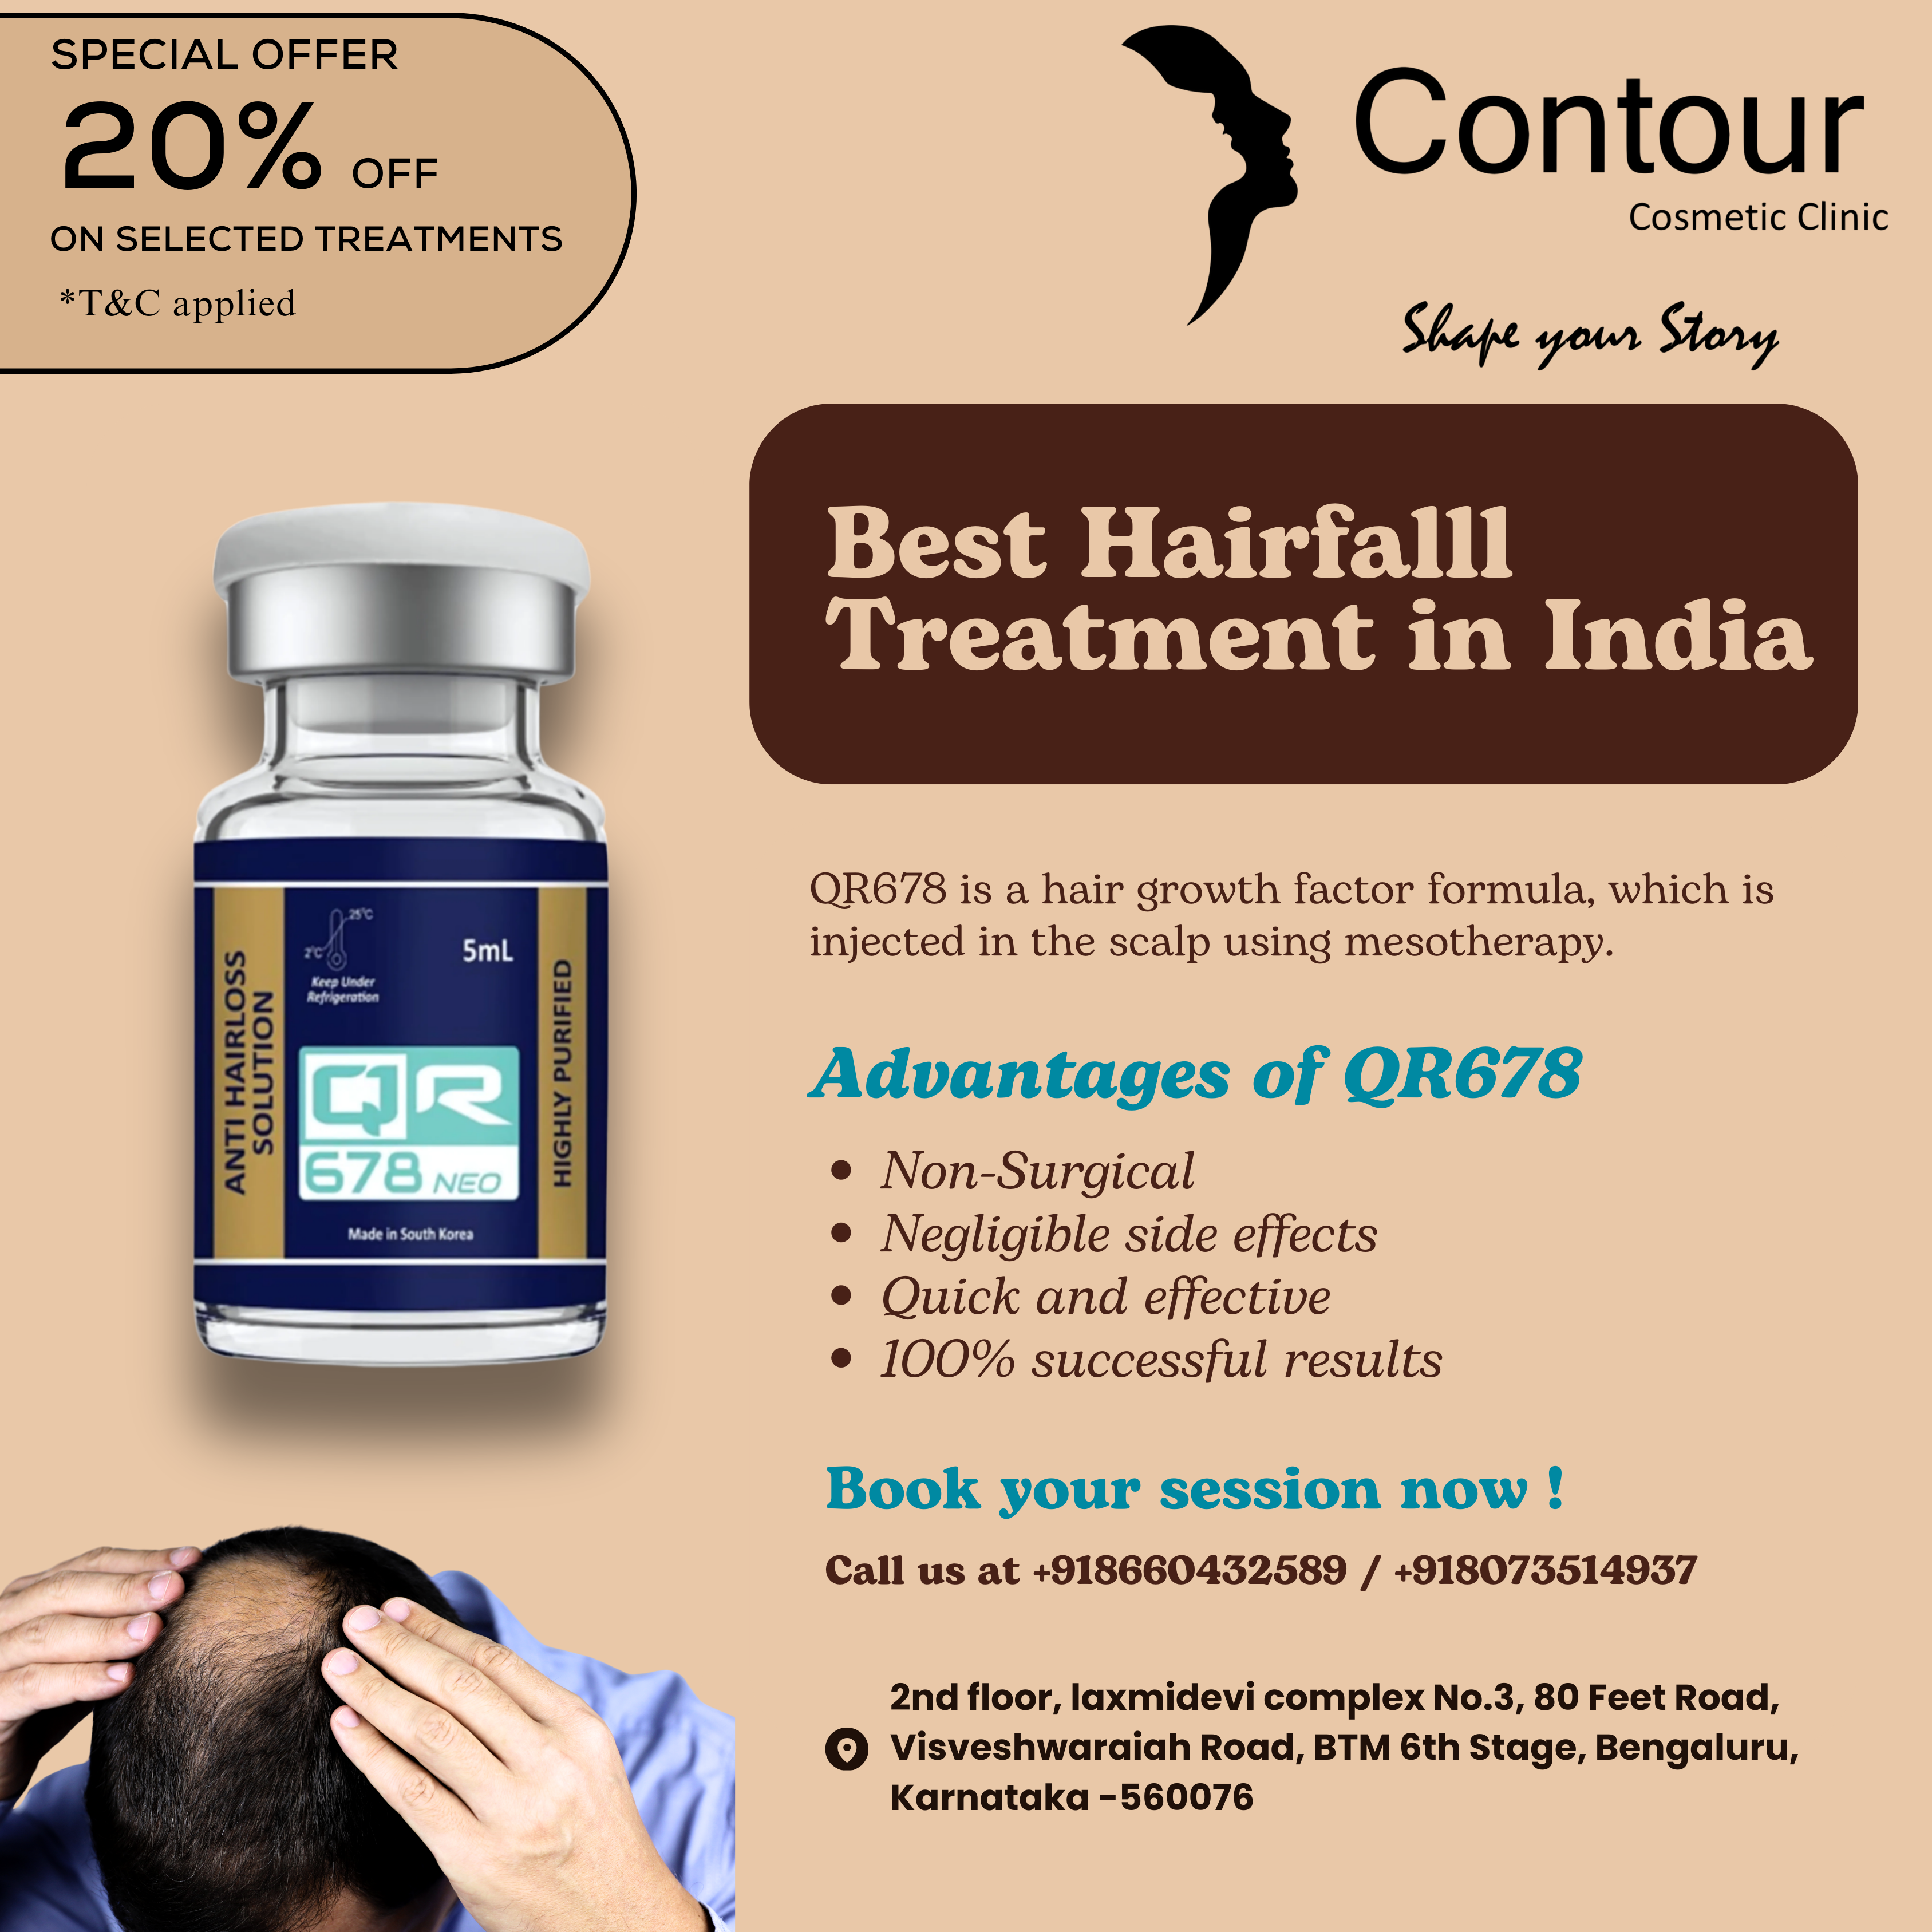 SPECIAL OFFER
20% OFF
ON SELECTED TREATMENTS
*T&C applied
Contour
Cosmetic Clinic
Shape your Story
Best Hairfalll
Treatment in India
25°C
2°C
Keep Under
Refrigeration
5mL
ANTI HAIRLOSS
SOLUTION
HIGHLY PURIFIED
QR
678 NEO
Made in South Korea
QR678 is a hair growth factor formula, which is
injected in the scalp using mesotherapy.
Advantages of QR678
• Non-Surgical
• Negligible side effects
• Quick and effective
• 100% successful results
Book your session now !
Call us at +918660432589 / +918073514937
2nd floor, laxmidevi complex No.3, 80 Feet Road,
Visveshwaraiah Road, BTM 6th Stage, Bengaluru,
Karnataka -560076